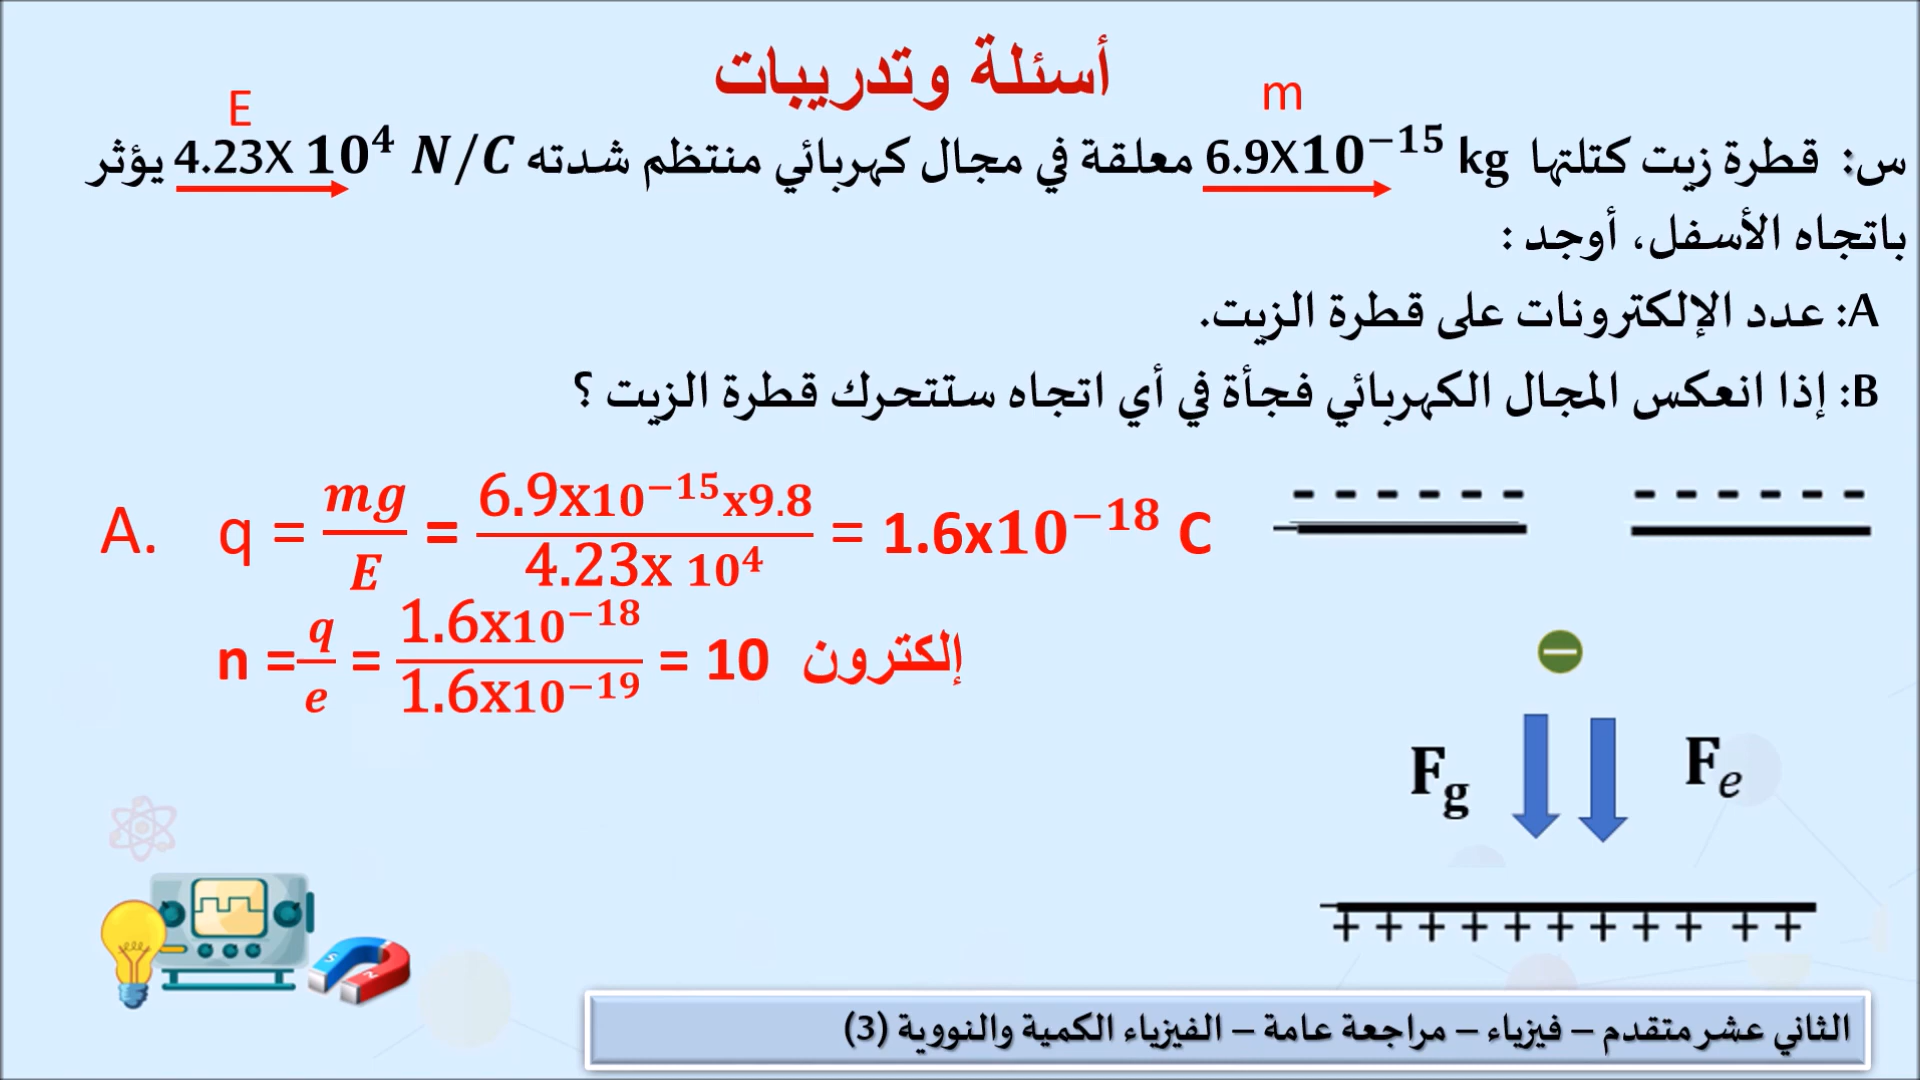 أسئلة وتدريبات
E
m
س: قطرة زيت كتلتها 6.9X10⁻¹⁵ kg معلقة في مجال كهربائي منتظم شدته 4.23X 10⁴ N/C يؤثر
باتجاه الأسفل، أوجد :
A: عدد الإلكترونات على قطرة الزيت.
B: إذا انعكس المجال الكهربائي فجأة في أي اتجاه ستتحرك قطرة الزيت ؟
A. q = mg/E = 6.9x10⁻¹⁵x9.8 / 4.23x 10⁴ = 1.6x10⁻¹⁸ C
n = q/e = 1.6x10⁻¹⁸ / 1.6x10⁻¹⁹ = 10 إلكترون
- - - - - - - - - - - -
−
Fg Fe
+ + + + + + + + + + +
S N
الثاني عشر متقدم – فيزياء – مراجعة عامة – الفيزياء الكمية والنووية (3)